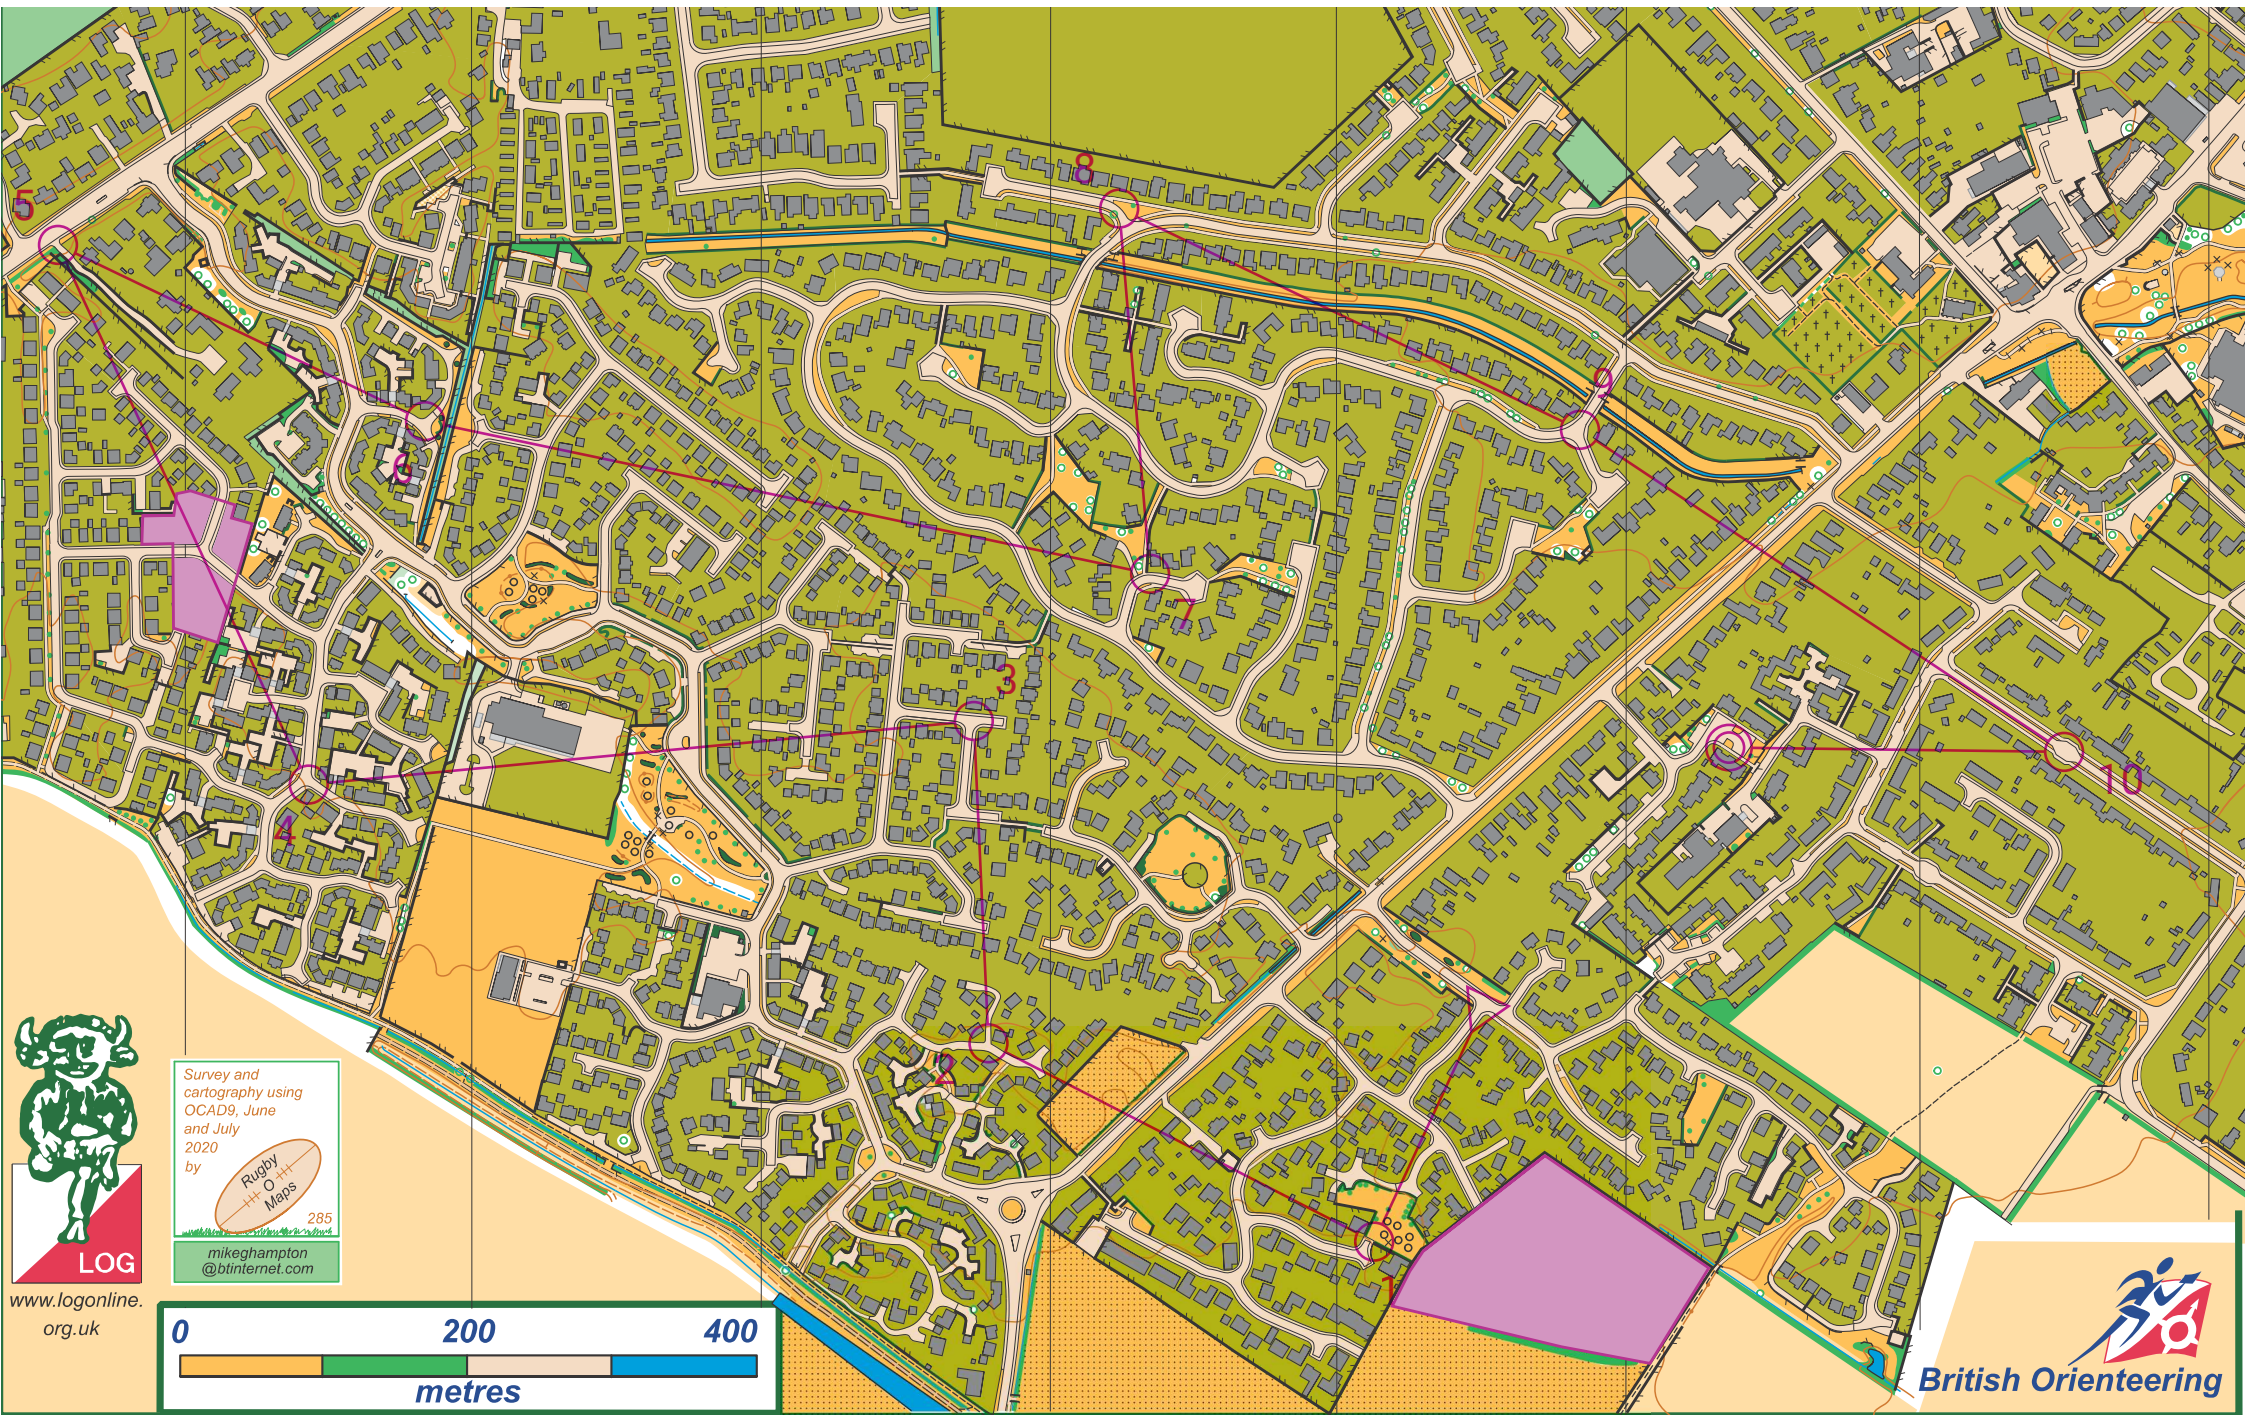 5
8
9
6
7
3
10
4
2
1
Survey and
cartography using
OCAD9, June
and July
2020
by
Rugby
O
Maps
285
mikeghampton
@btinternet.com
LOG
www.logonline.
org.uk
0 200 400
metres
British Orienteering